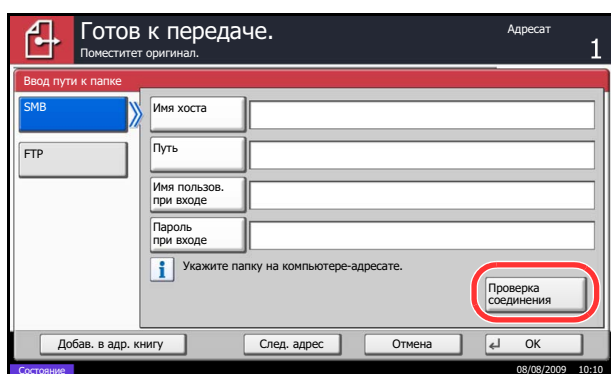 Готов к передаче.
Поместитет оригинал.
Адресат
1
Ввод пути к папке
SMB
FTP
Имя хоста
Путь
Имя пользов.
при входе
Пароль
при входе
i
Укажите папку на компьютере-адресате.
Проверка
соединения
Добав. в адр. книгу
След. адрес
Отмена
OK
Состояние
08/08/2009 10:10